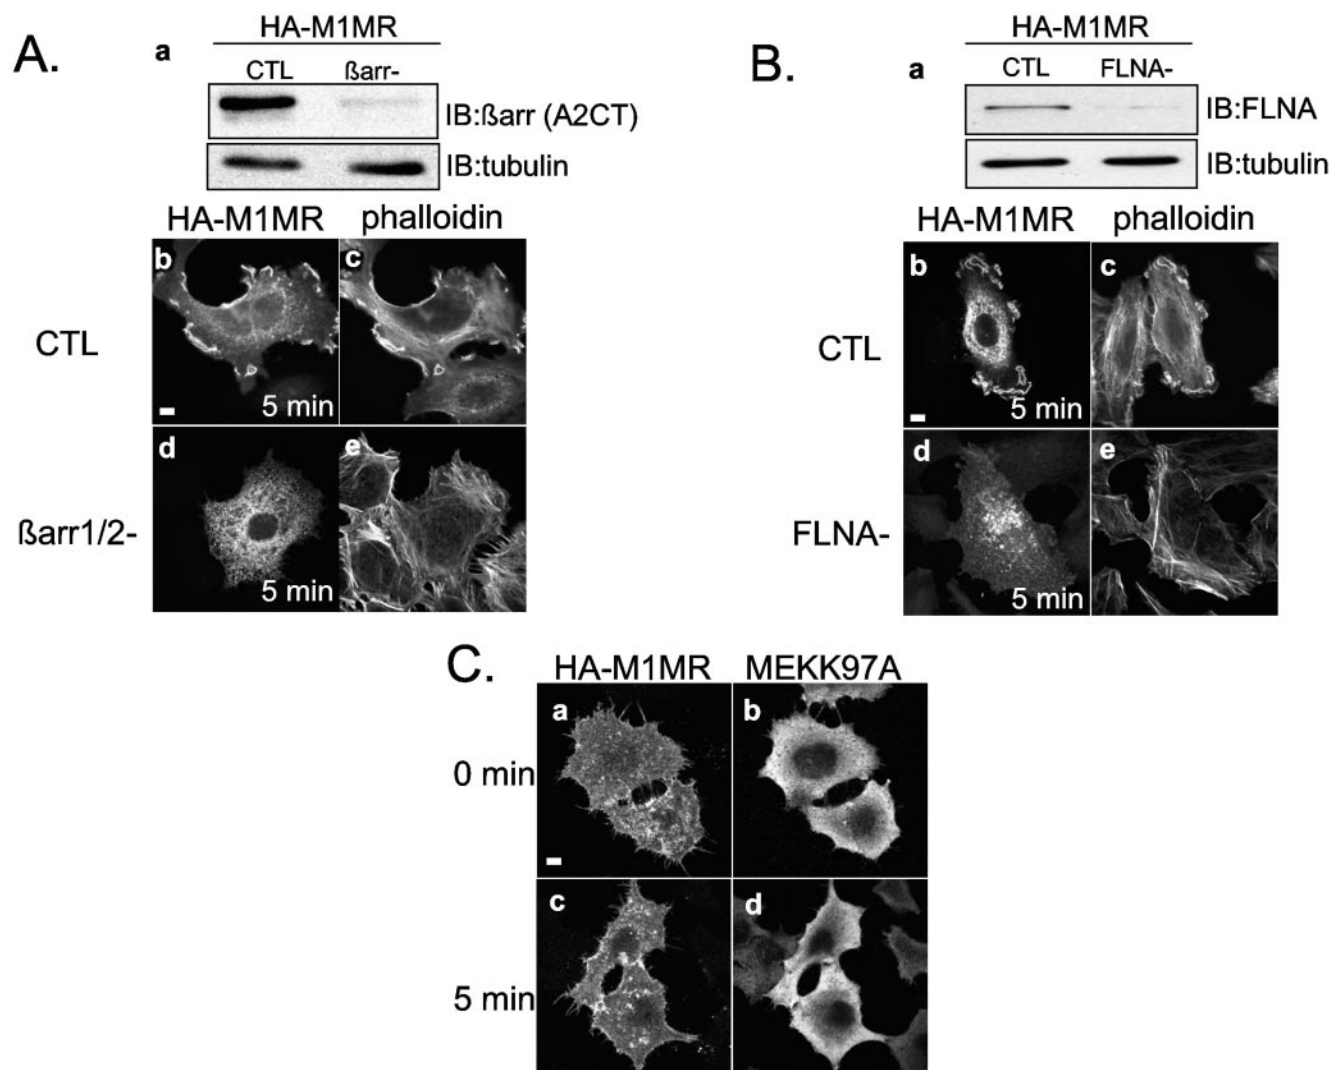 A.
a
HA-M1MR
CTL ßarr-
IB:ßarr (A2CT)
IB:tubulin
HA-M1MR phalloidin
b c
CTL
5 min
d e
ßarr1/2-
5 min
B.
a
HA-M1MR
CTL FLNA-
IB:FLNA
IB:tubulin
HA-M1MR phalloidin
b c
CTL
5 min
d e
FLNA-
5 min
C.
HA-M1MR MEKK97A
a b
0 min
c d
5 min